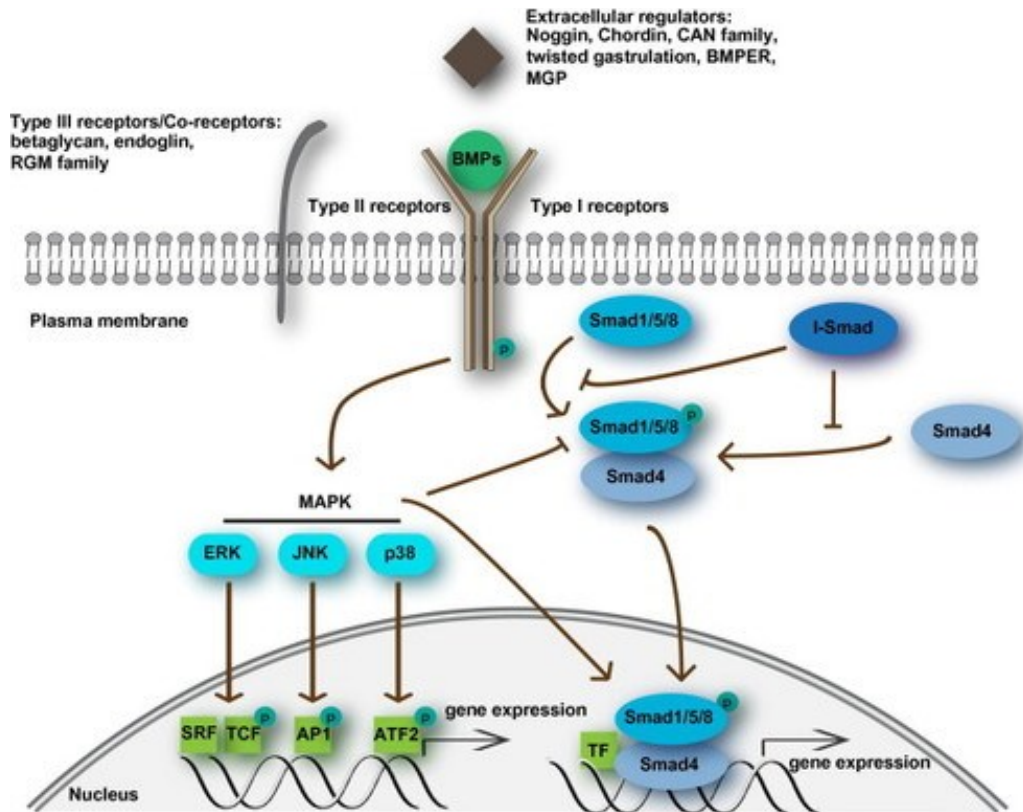 Extracellular regulators:
Noggin, Chordin, CAN family,
twisted gastrulation, BMPER,
MGP
Type III receptors/Co-receptors:
betaglycan, endoglin,
RGM family
BMPs
Type II receptors
Type I receptors
Plasma membrane
P
Smad1/5/8
I-Smad
Smad1/5/8
P
Smad4
Smad4
MAPK
ERK
JNK
p38
SRF
TCF
P
AP1
P
ATF2
P
gene expression
TF
Smad1/5/8
P
Smad4
gene expression
Nucleus